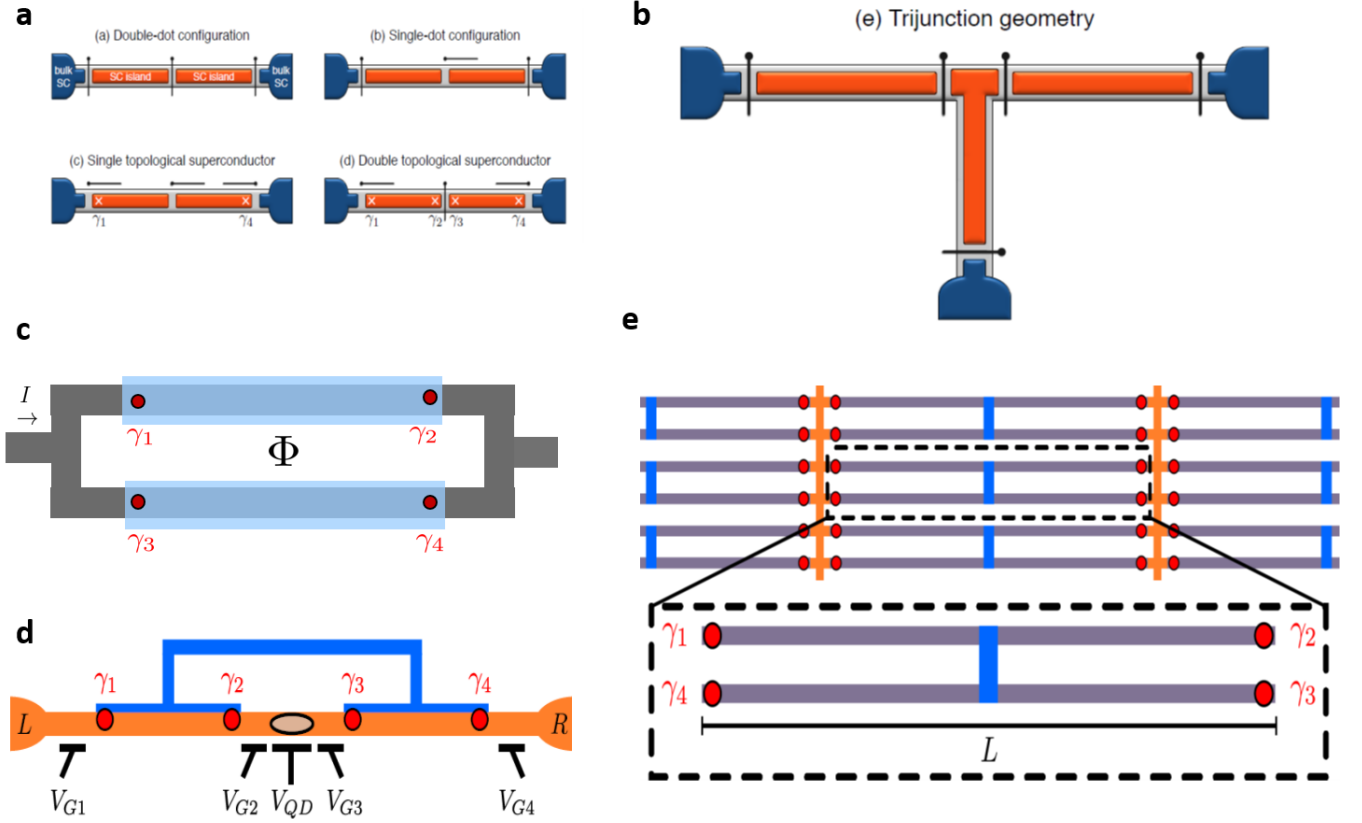 a
(a) Double-dot configuration
bulk SC
SC island
SC island
bulk SC
(b) Single-dot configuration
(c) Single topological superconductor
γ1
γ4
(d) Double topological superconductor
γ1
γ2
γ3
γ4
b
(e) Trijunction geometry
c
I
→
γ1
γ2
Φ
γ3
γ4
d
γ1
γ2
γ3
γ4
L
R
VG1
VG2
VQD
VG3
VG4
e
γ1
γ2
γ4
γ3
L